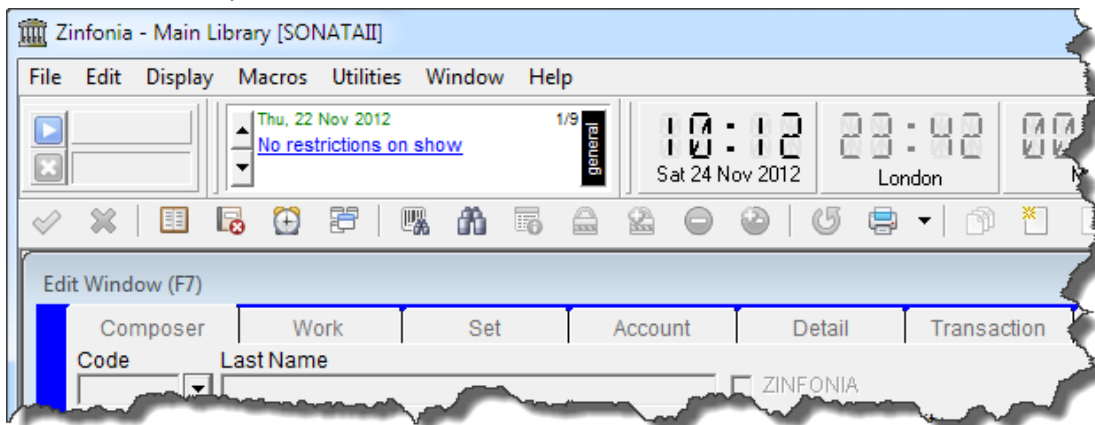 Zinfonia - Main Library [SONATAII]
File Edit Display Macros Utilities Window Help
Thu, 22 Nov 2012 1/9
No restrictions on show
general
10:12
Sat 24 Nov 2012
London
Edit Window (F7)
Composer Work Set Account Detail Transaction
Code Last Name
ZINFONIA